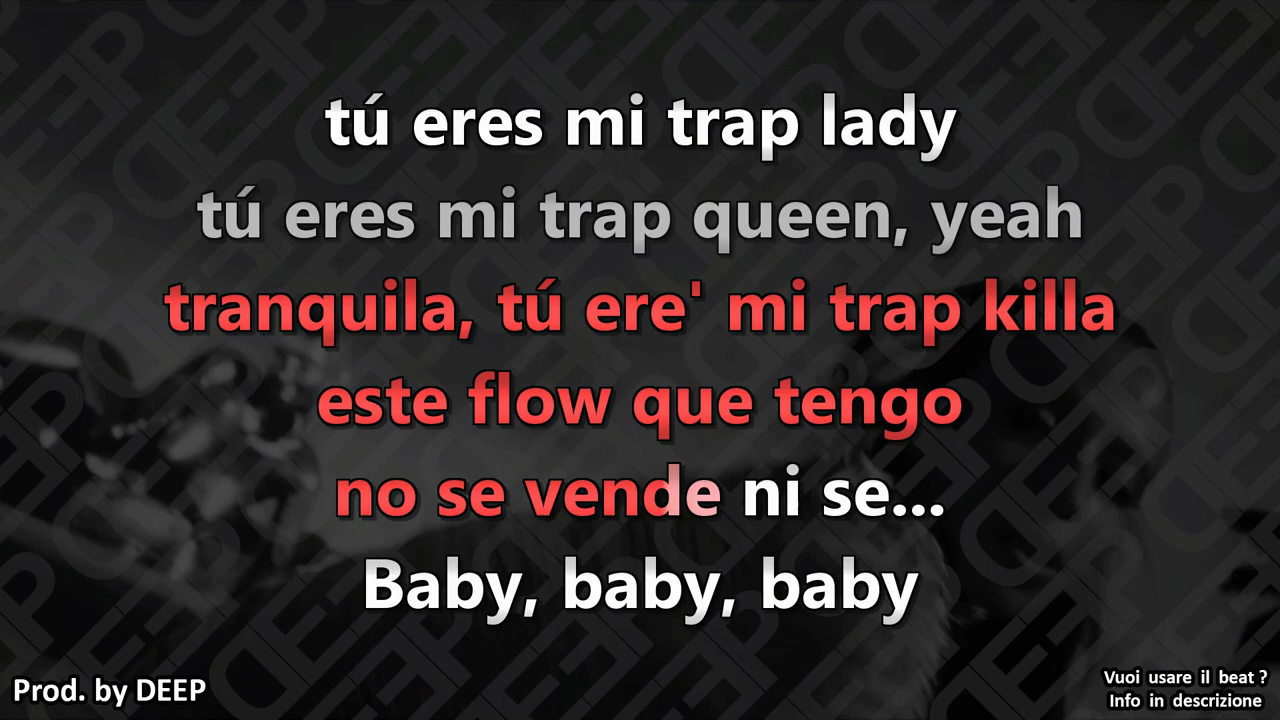 tú eres mi trap lady
tú eres mi trap queen, yeah
tranquila, tú ere' mi trap killa
este flow que tengo
no se vende ni se...
Baby, baby, baby
Prod. by DEEP
Vuoi usare il beat ?
Info in descrizione